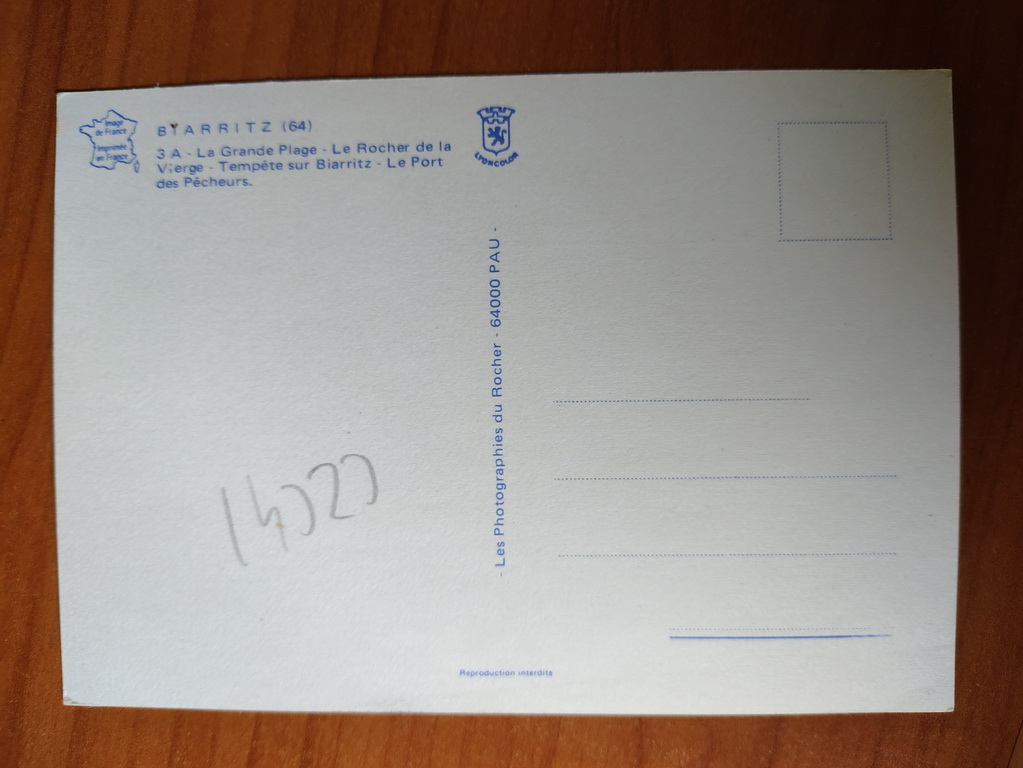 Image
de France
Imprimée
en France
BIARRITZ (64)
3 A - La Grande Plage - Le Rocher de la
Vierge - Tempête sur Biarritz - Le Port
des Pêcheurs.
LYONCOLOR
- Les Photographies du Rocher - 64000 PAU -
Reproduction interdite